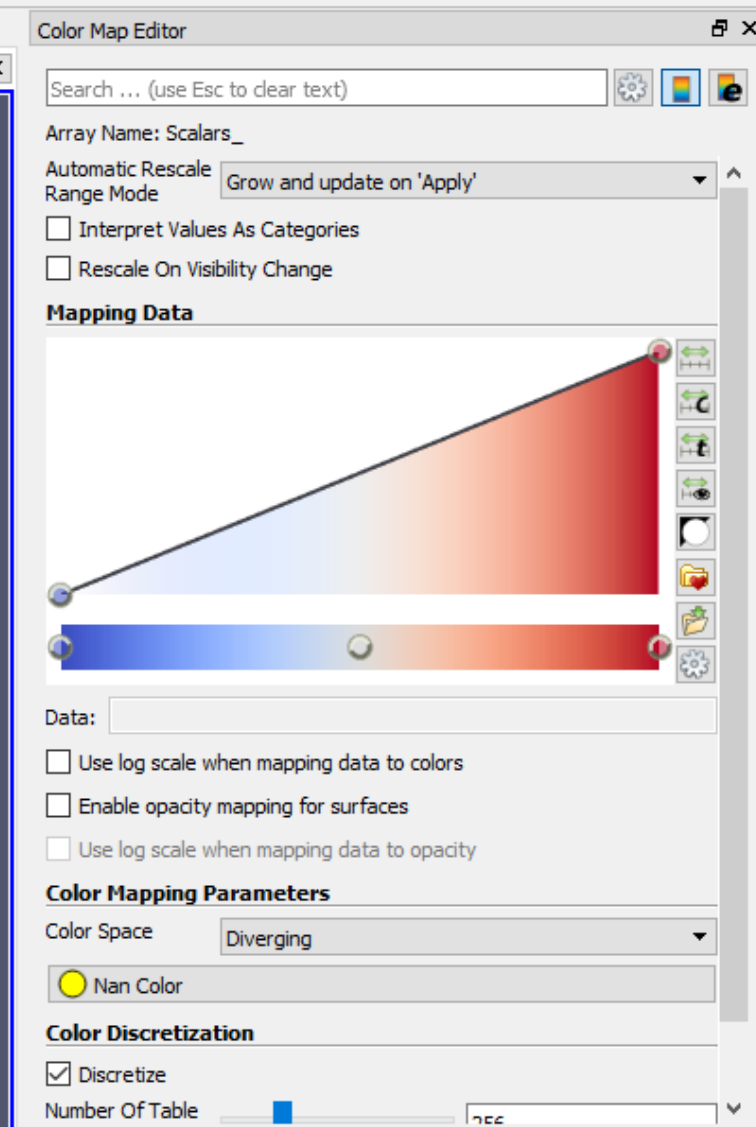 Color Map Editor
Search ... (use Esc to clear text)
e
Array Name: Scalars_
Automatic Rescale
Range Mode
Grow and update on 'Apply'
Interpret Values As Categories
Rescale On Visibility Change
Mapping Data
c
t
Data:
Use log scale when mapping data to colors
Enable opacity mapping for surfaces
Use log scale when mapping data to opacity
Color Mapping Parameters
Color Space
Diverging
Nan Color
Color Discretization
Discretize
Number Of Table
256